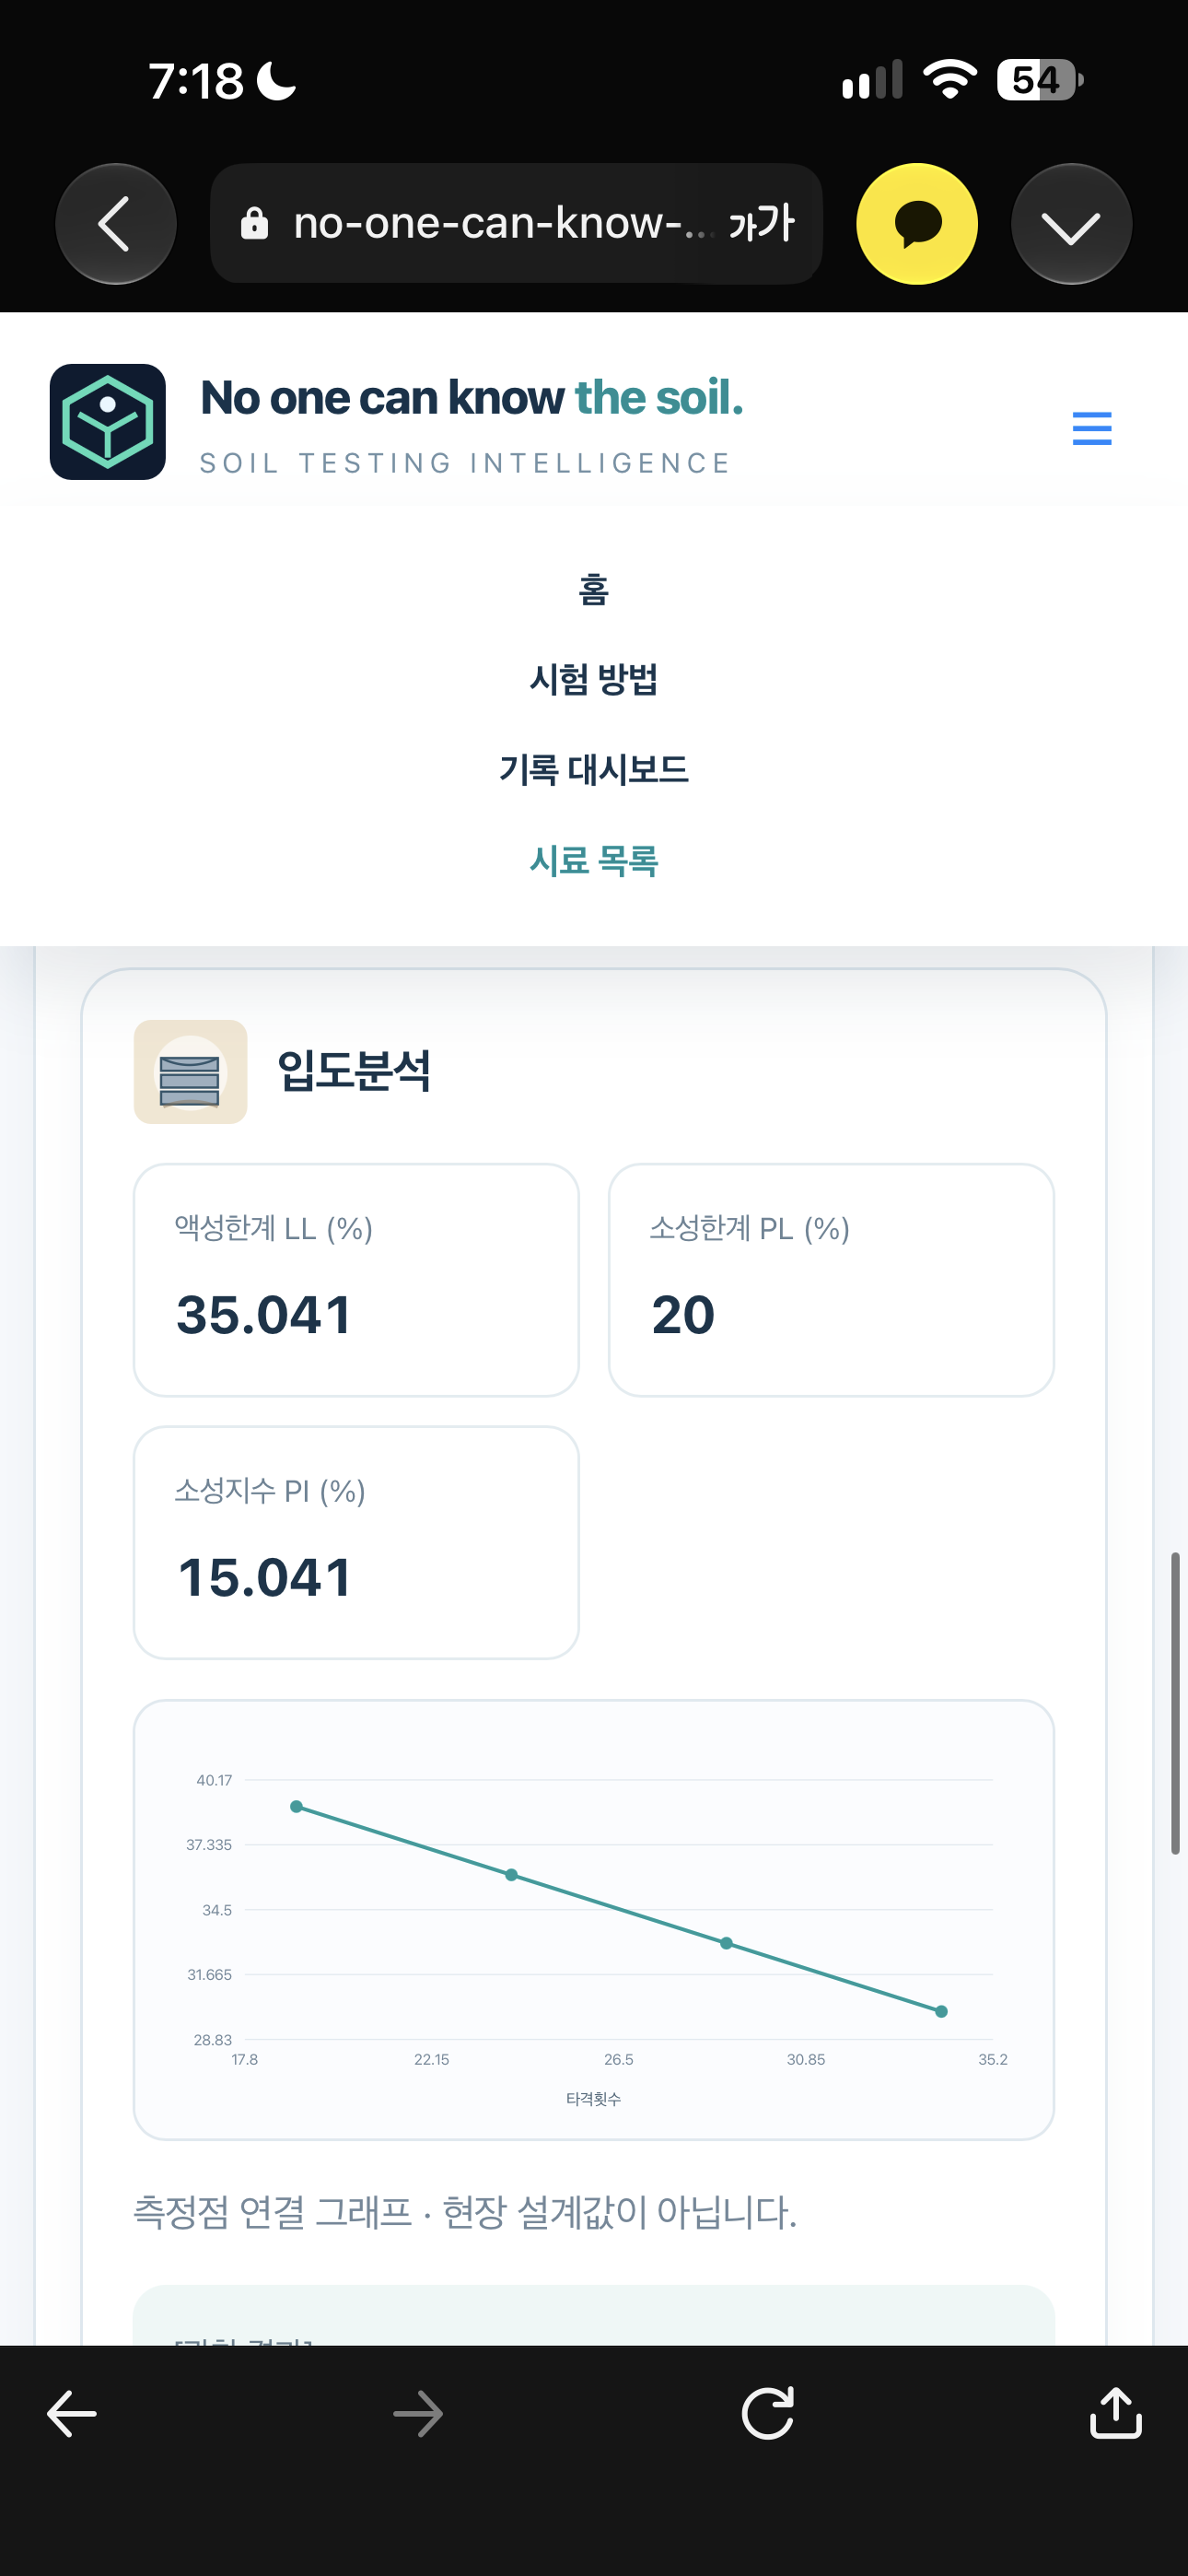 7:18
54
no-one-can-know-...
가가
No one can know the soil.
SOIL TESTING INTELLIGENCE
홈
시험 방법
기록 대시보드
시료 목록
입도분석
액성한계 LL (%)
35.041
소성한계 PL (%)
20
소성지수 PI (%)
15.041
40.17
37.335
34.5
31.665
28.83
17.8 22.15 26.5 30.85 35.2
타격횟수
측정점 연결 그래프 · 현장 설계값이 아닙니다.